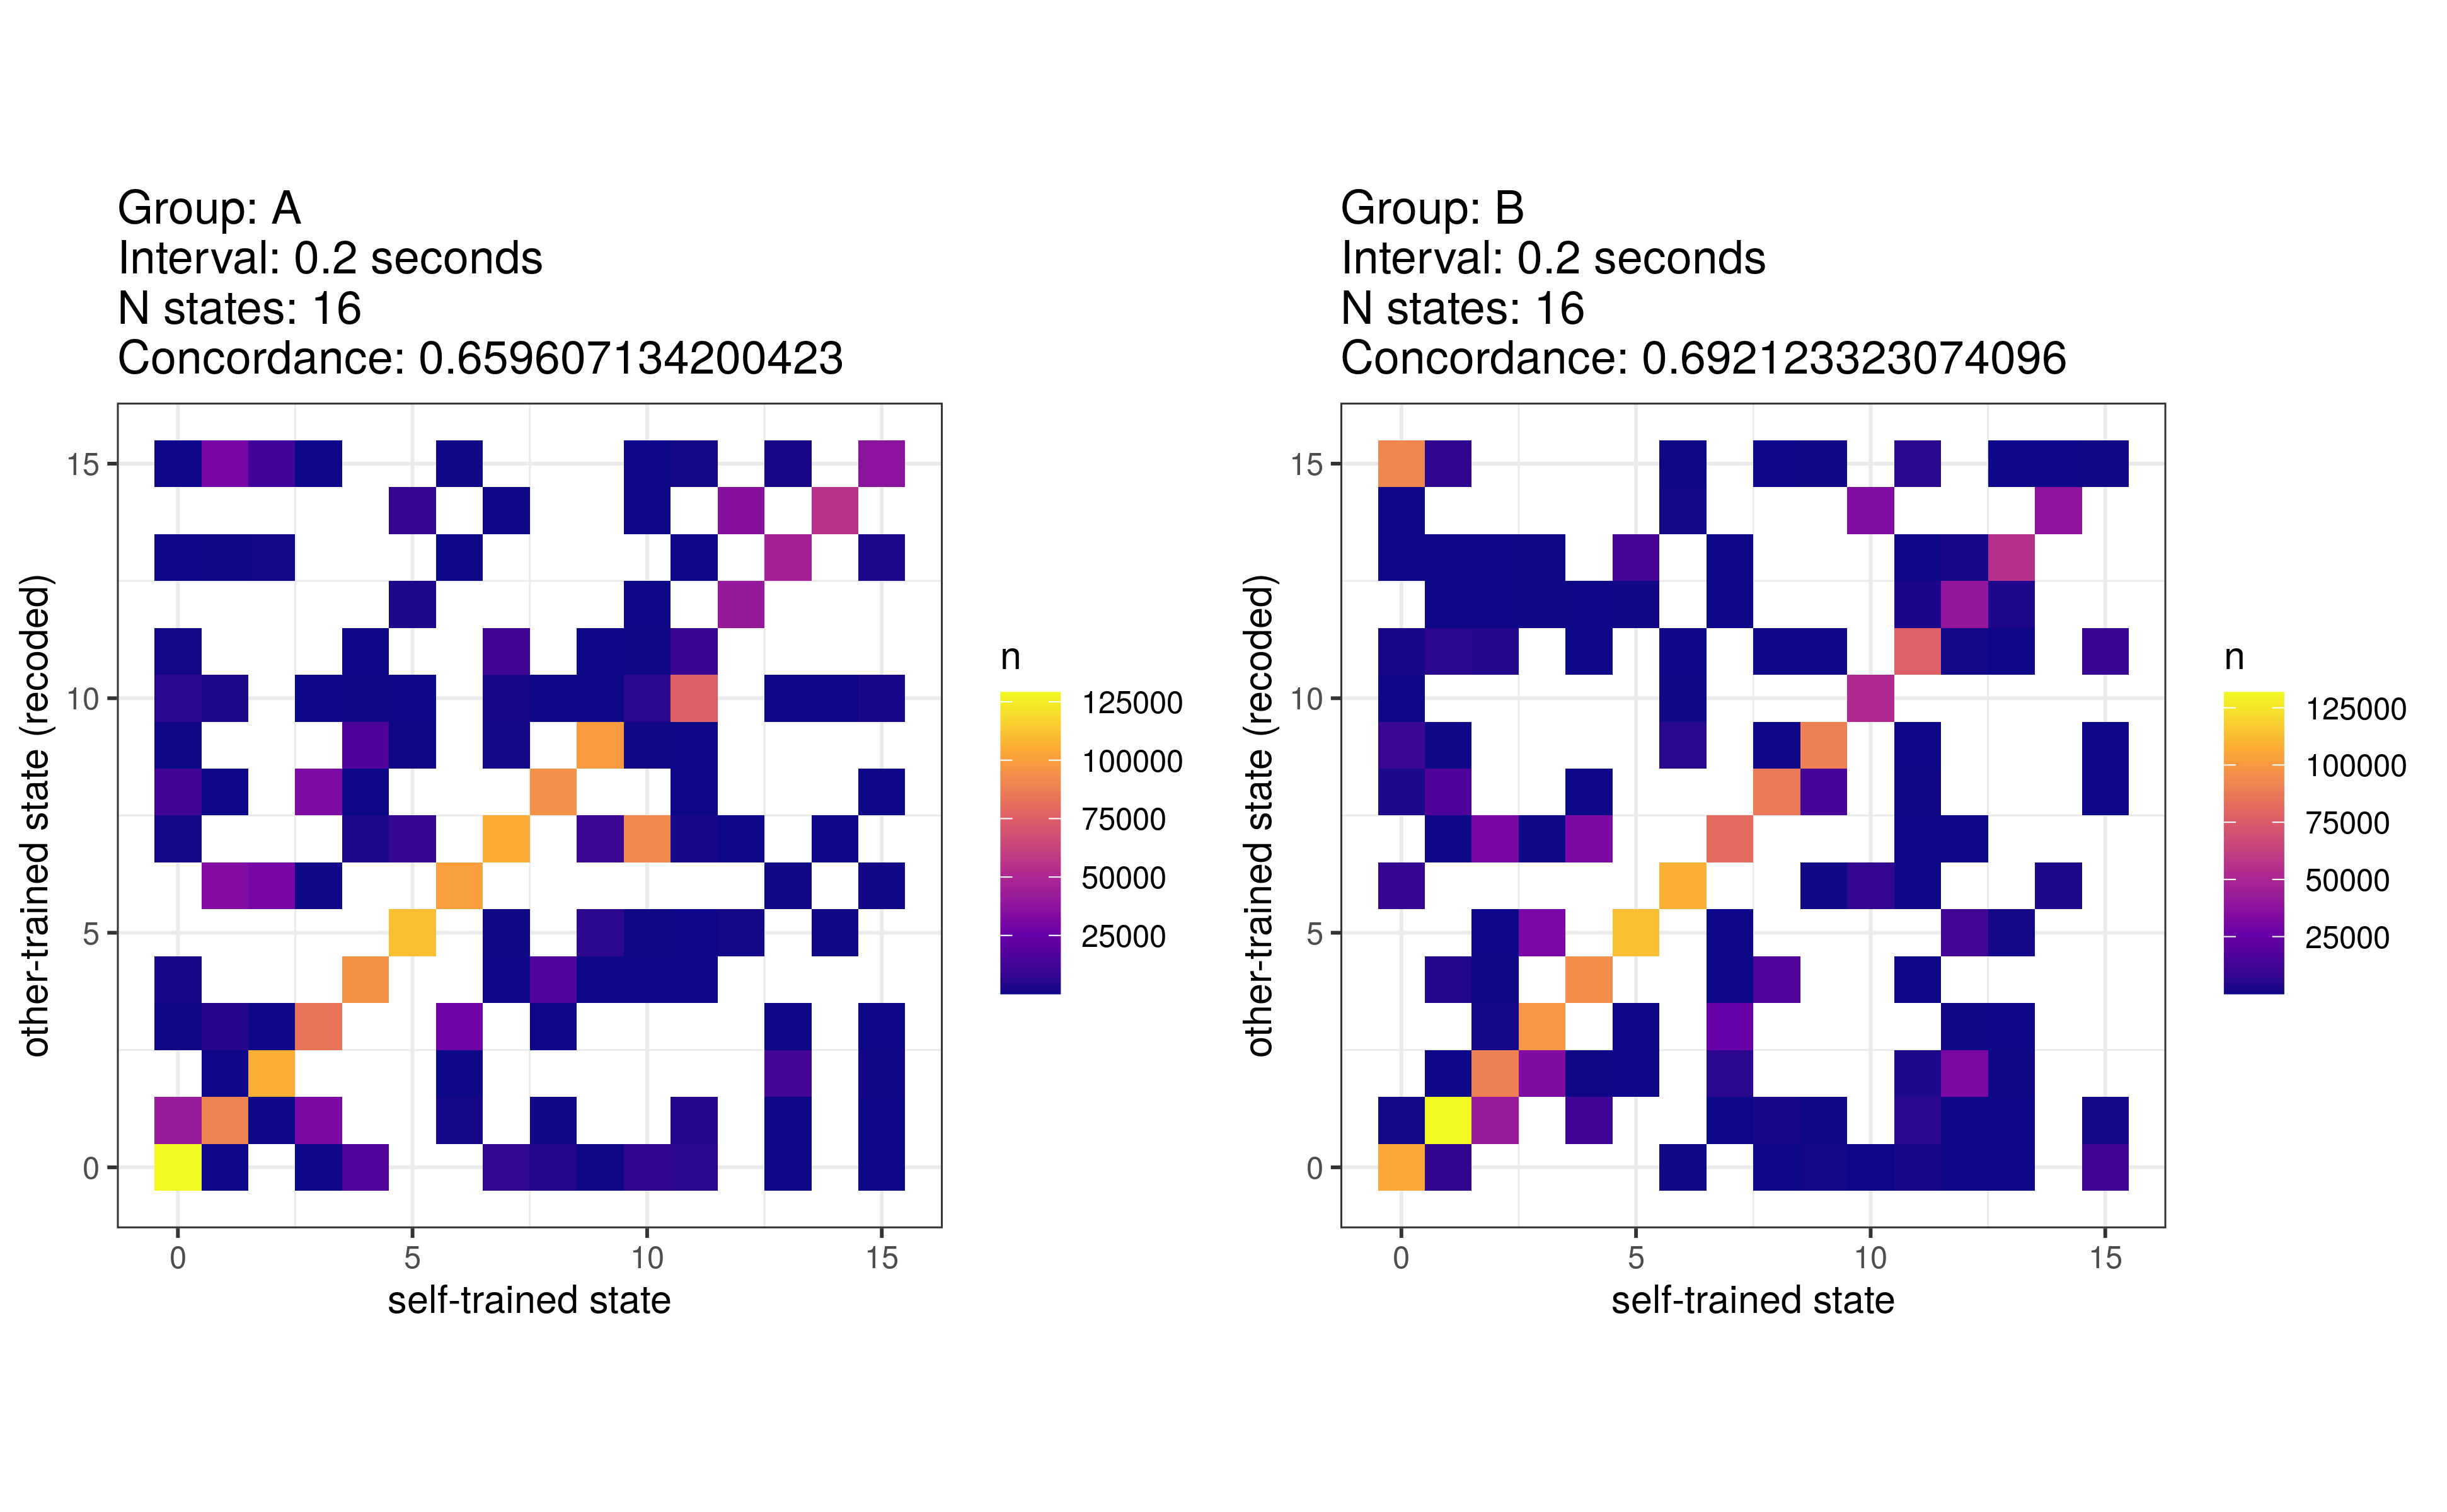 Group: A
Interval: 0.2 seconds
N states: 16
Concordance: 0.659607134200423
15
10
5
0
other-trained state (recoded)
0 5 10 15
self-trained state
n
125000
100000
75000
50000
25000
Group: B
Interval: 0.2 seconds
N states: 16
Concordance: 0.692123323074096
15
10
5
0
other-trained state (recoded)
0 5 10 15
self-trained state
n
125000
100000
75000
50000
25000